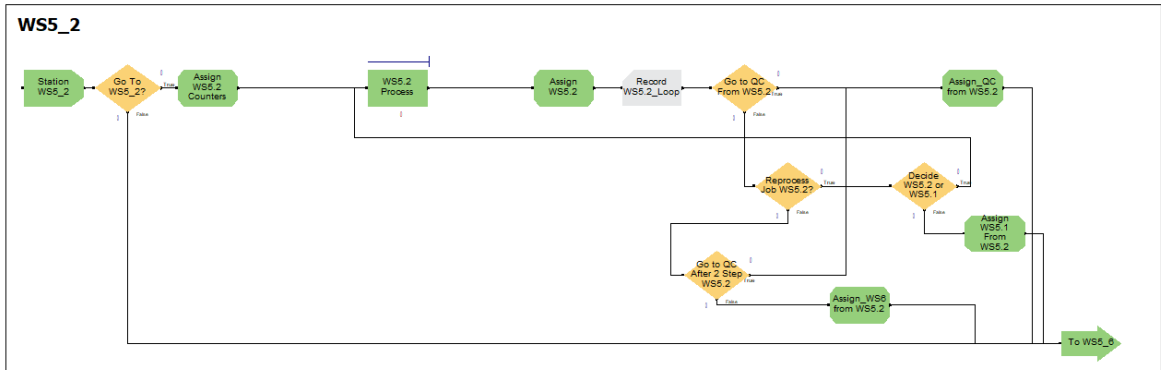 WS5_2
Station
WS5_2
Go To
WS5_2?
True
False
Assign
WS5.2
Counters
WS5.2
Process
Assign
WS5.2
Record
WS5.2_Loop
Go to QC
From WS5.2
True
False
Assign_QC
from WS5.2
Reprocess
Job WS5.2?
True
False
Decide
WS5.2 or
WS5.1
True
False
Assign
WS5.1
From
WS5.2
Go to QC
After 2 Step
WS5.2
True
False
Assign_WS6
from WS5.2
To WS5_6